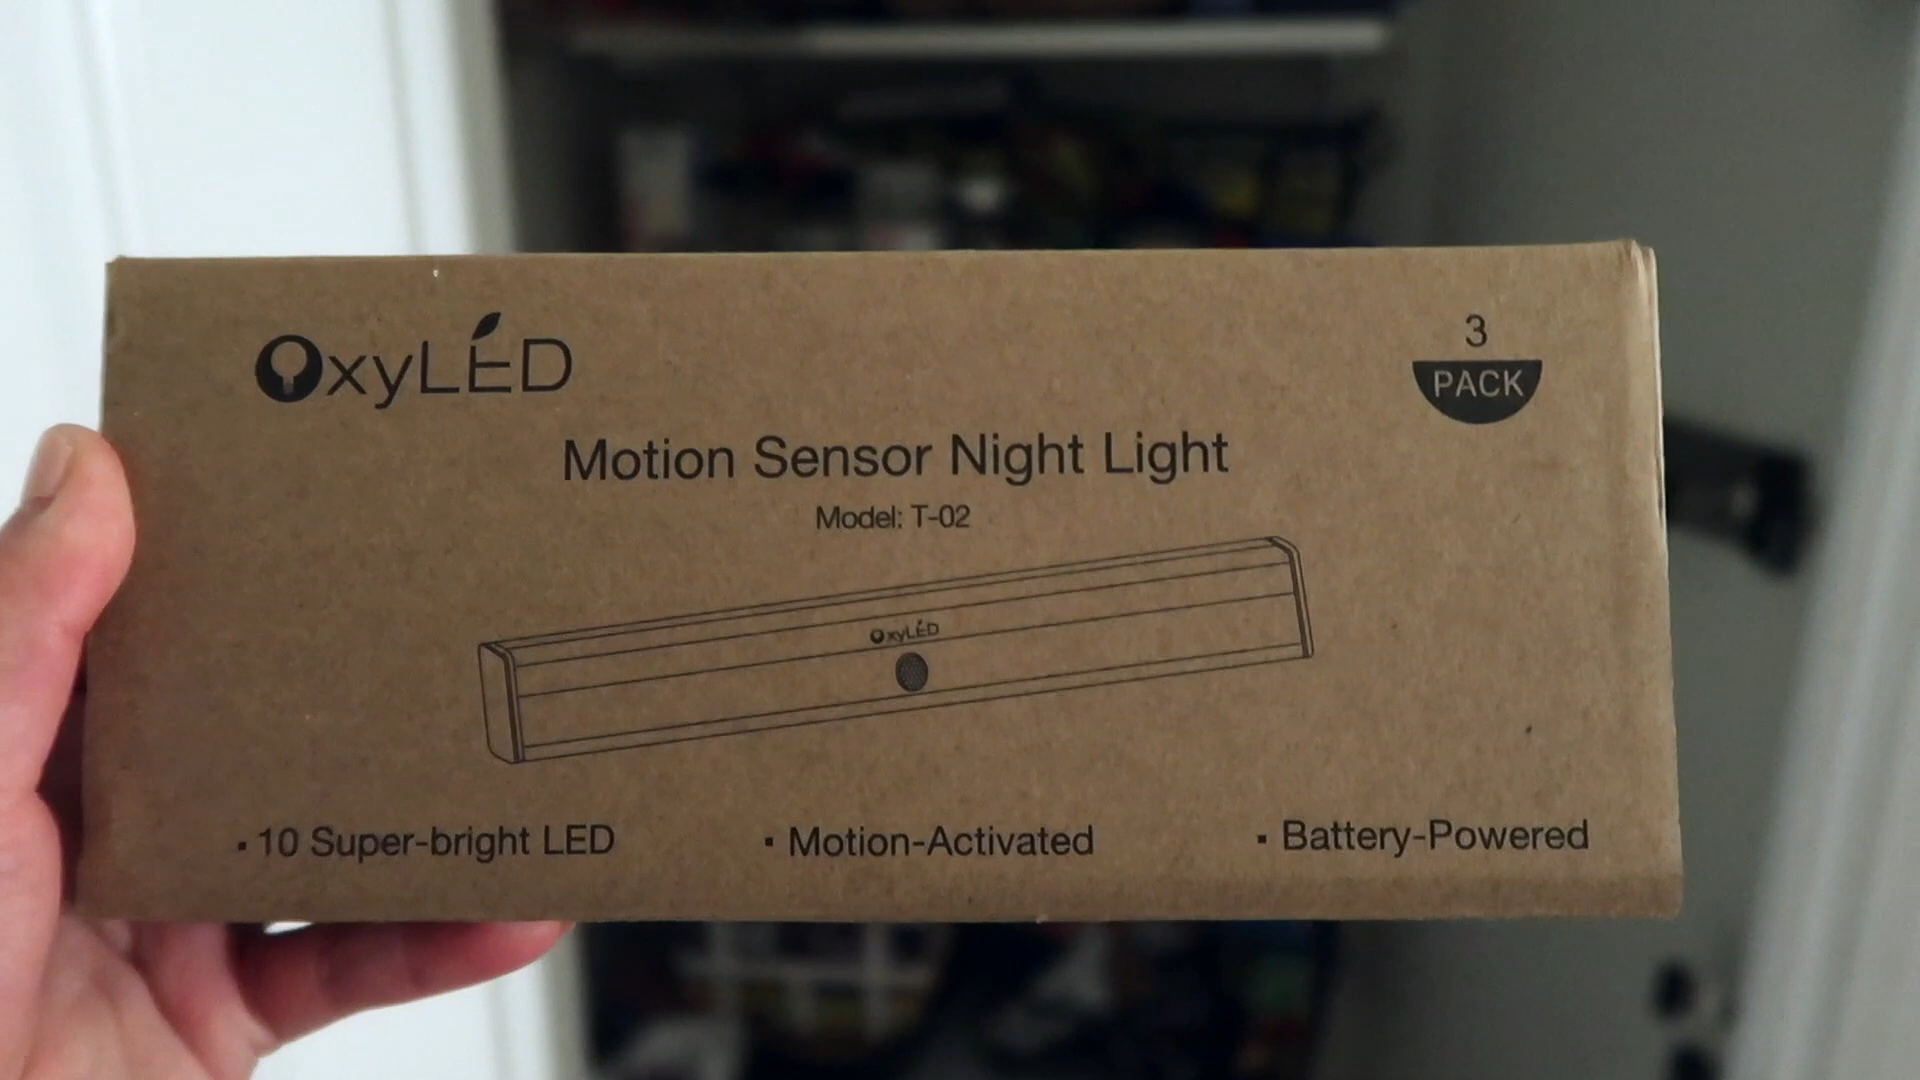 OxyLED
3
PACK
Motion Sensor Night Light
Model: T-02
OxyLED
▪ 10 Super-bright LED
▪ Motion-Activated
▪ Battery-Powered